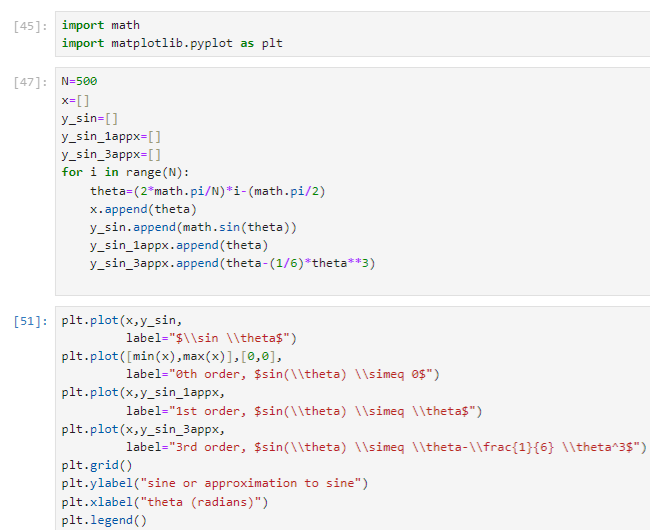 [45]: import math
import matplotlib.pyplot as plt
[47]: N=500
x=[]
y_sin=[]
y_sin_1appx=[]
y_sin_3appx=[]
for i in range(N):
    theta=(2*math.pi/N)*i-(math.pi/2)
    x.append(theta)
    y_sin.append(math.sin(theta))
    y_sin_1appx.append(theta)
    y_sin_3appx.append(theta-(1/6)*theta**3)
[51]: plt.plot(x,y_sin,
         label="$\\sin \\theta$")
plt.plot([min(x),max(x)],[0,0],
         label="0th order, $sin(\\theta) \\simeq 0$")
plt.plot(x,y_sin_1appx,
         label="1st order, $sin(\\theta) \\simeq \\theta$")
plt.plot(x,y_sin_3appx,
         label="3rd order, $sin(\\theta) \\simeq \\theta-\\frac{1}{6} \\theta^3$")
plt.grid()
plt.ylabel("sine or approximation to sine")
plt.xlabel("theta (radians)")
plt.legend()